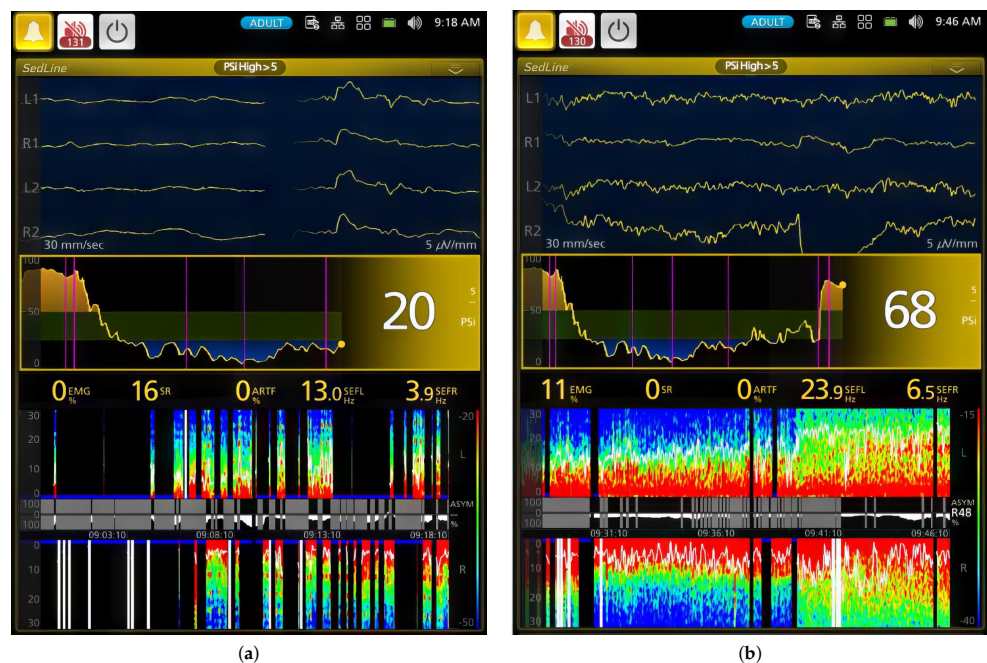 ADULT 9:18 AM
131
SedLine PSi High > 5
L1
R1
L2
R2
30 mm/sec 5 µV/mm
100
50
0
20
5
--
PSi
0 EMG % 16 SR 0 ARTF % 13.0 SEFL Hz 3.9 SEFR Hz
30
20
10
0
-20
L
100
0
100
ASYM
%
09:03:10 09:08:10 09:13:10 09:18:10
0
10
20
30
R
-50
(a)
ADULT 9:46 AM
130
SedLine PSi High > 5
L1
R1
L2
R2
30 mm/sec 5 µV/mm
100
50
0
68
5
--
PSi
11 EMG % 0 SR 0 ARTF % 23.9 SEFL Hz 6.5 SEFR Hz
30
20
10
0
-15
L
100
0
100
ASYM
R48
%
09:31:10 09:36:10 09:41:10 09:46:10
0
10
20
30
R
-40
(b)